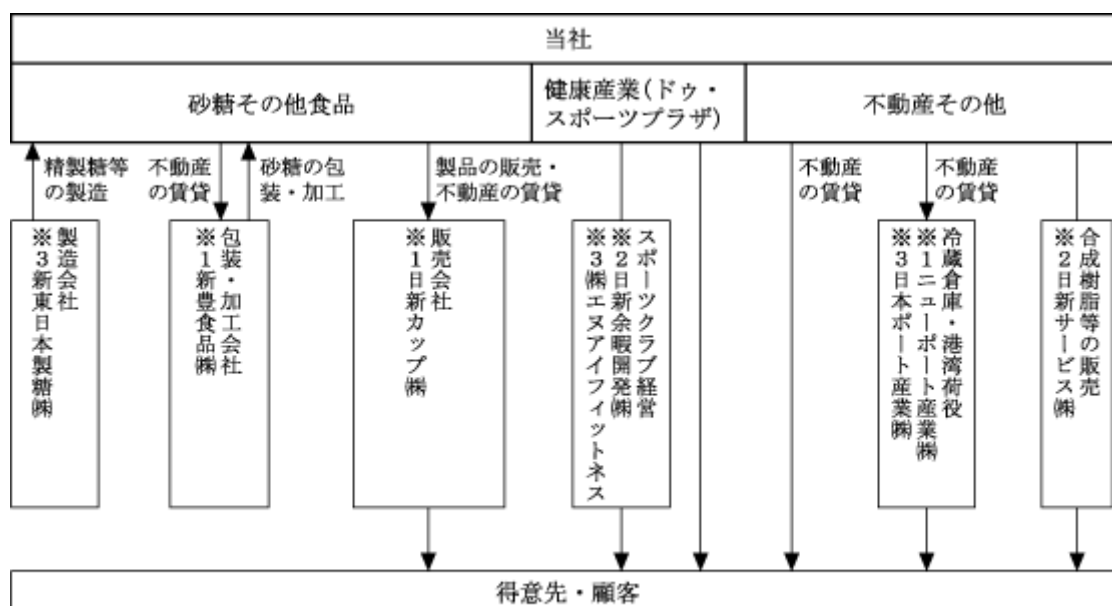 当社
砂糖その他食品
健康産業(ドゥ・
スポーツプラザ)
不動産その他
精製糖等
の製造
不動産
の賃貸
砂糖の包
装・加工
製品の販売・
不動産の賃貸
不動産
の賃貸
不動産
の賃貸
製造会社
※3新東日本製糖㈱
包装・加工会社
※1新豊食品㈱
販売会社
※1日新カップ㈱
スポーツクラブ経営
※2日新余暇開発㈱
※3㈱エヌアイフィットネス
冷蔵倉庫・港湾荷役
※1ニューポート産業㈱
※3日本ポート産業㈱
合成樹脂等の販売
※2日新サービス㈱
得意先・顧客